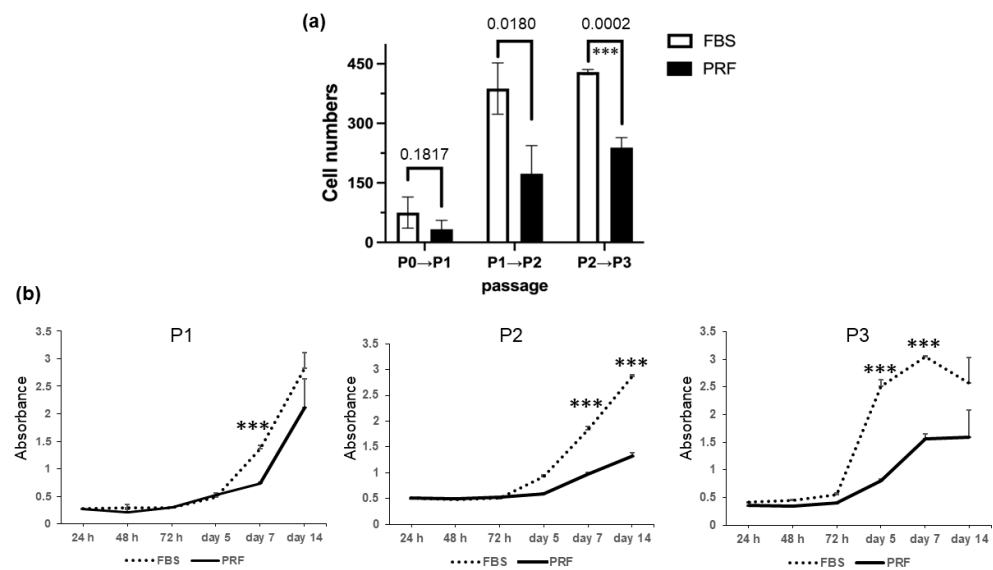 (a)
0.0180
0.0002
FBS
PRF
***
450
300
150
0
Cell numbers
0.1817
P0→P1
P1→P2
P2→P3
passage
(b)
P1
3.5
3
2.5
2
1.5
1
0.5
0
Absorbance
***
24 h
48 h
72 h
day 5
day 7
day 14
FBS
PRF
P2
3.5
3
2.5
2
1.5
1
0.5
0
Absorbance
***
***
24 h
48 h
72 h
day 5
day 7
day 14
FBS
PRF
P3
3.5
3
2.5
2
1.5
1
0.5
0
Absorbance
***
***
24 h
48 h
72 h
day 5
day 7
day 14
FBS
PRF